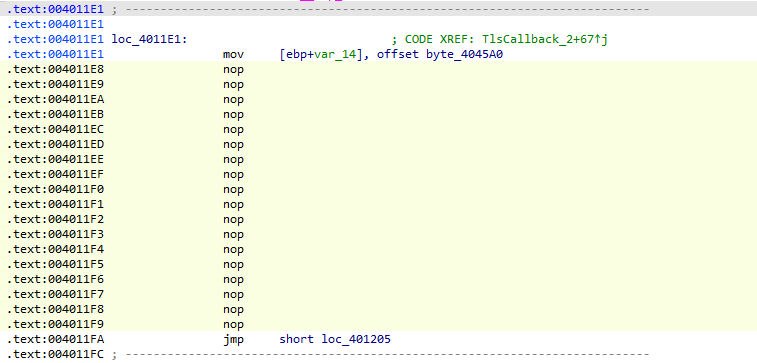 .text:004011E1 ; ---------------------------------------------------------------------------
.text:004011E1
.text:004011E1 loc_4011E1: ; CODE XREF: TlsCallback_2+67↑j
.text:004011E1 mov [ebp+var_14], offset byte_4045A0
.text:004011E8 nop
.text:004011E9 nop
.text:004011EA nop
.text:004011EB nop
.text:004011EC nop
.text:004011ED nop
.text:004011EE nop
.text:004011EF nop
.text:004011F0 nop
.text:004011F1 nop
.text:004011F2 nop
.text:004011F3 nop
.text:004011F4 nop
.text:004011F5 nop
.text:004011F6 nop
.text:004011F7 nop
.text:004011F8 nop
.text:004011F9 nop
.text:004011FA jmp short loc_401205
.text:004011FC ; ---------------------------------------------------------------------------